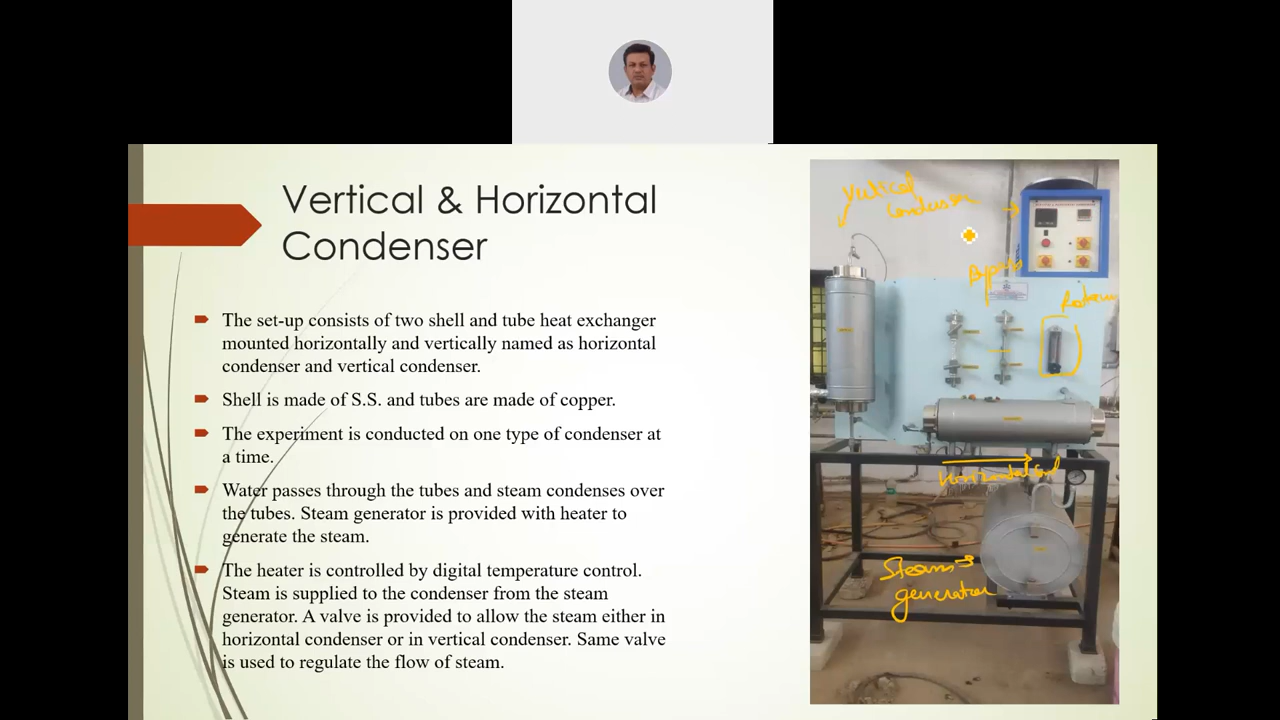 Vertical & Horizontal
Condenser
The set-up consists of two shell and tube heat exchanger
mounted horizontally and vertically named as horizontal
condenser and vertical condenser.
Shell is made of S.S. and tubes are made of copper.
The experiment is conducted on one type of condenser at
a time.
Water passes through the tubes and steam condenses over
the tubes. Steam generator is provided with heater to
generate the steam.
The heater is controlled by digital temperature control.
Steam is supplied to the condenser from the steam
generator. A valve is provided to allow the steam either in
horizontal condenser or in vertical condenser. Same valve
is used to regulate the flow of steam.
Vertical
condenser
Bypass
Steam
generator